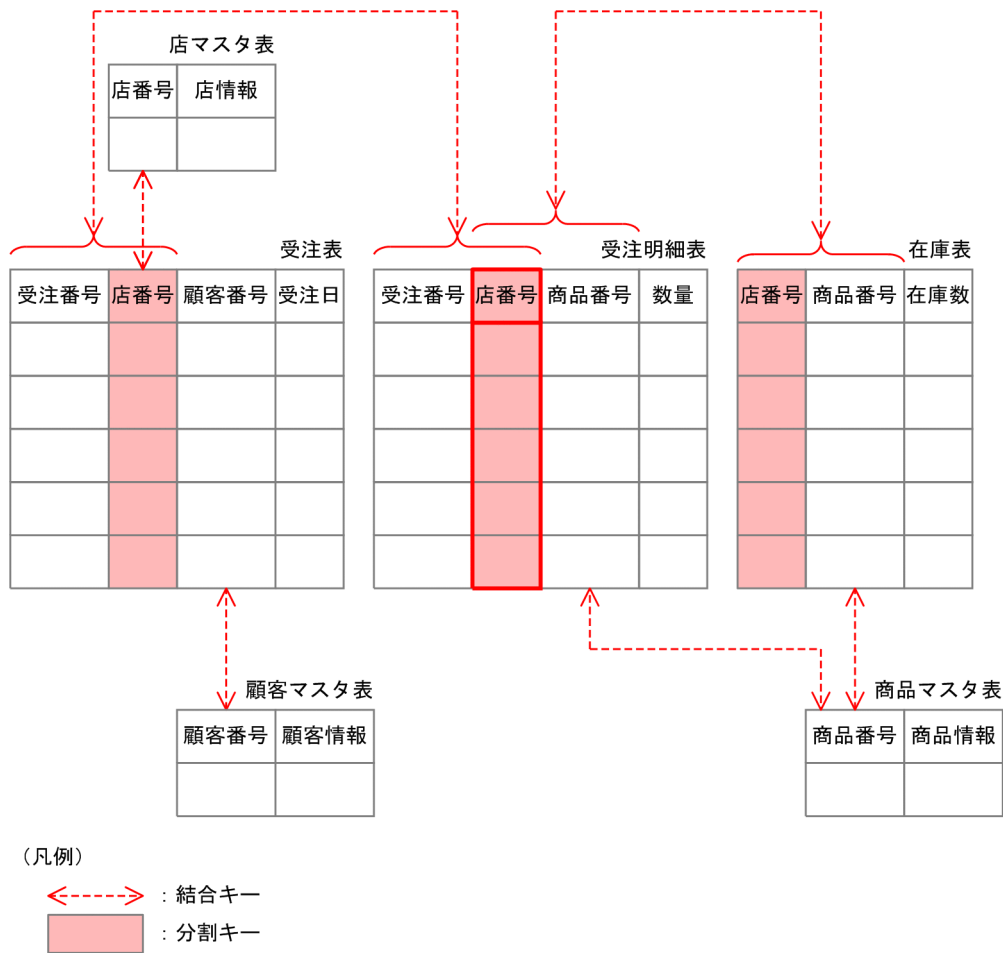 店マスタ表
店番号 店情報
受注表 受注明細表 在庫表
受注番号 店番号 顧客番号 受注日 受注番号 店番号 商品番号 数量 店番号 商品番号 在庫数
顧客マスタ表 商品マスタ表
顧客番号 顧客情報 商品番号 商品情報
（凡例）
：結合キー
：分割キー